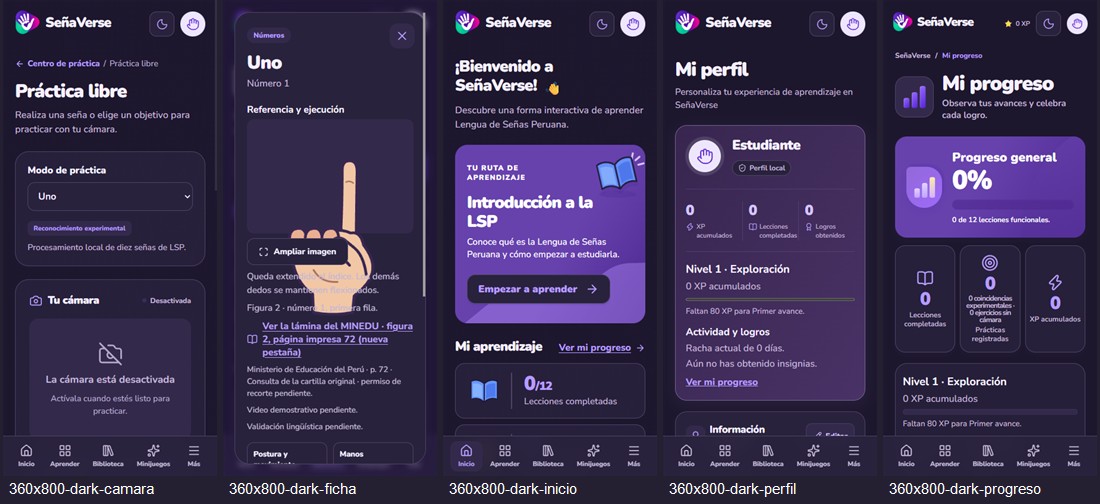 SeñaVerse
Centro de práctica / Práctica libre
Práctica libre
Realiza una seña o elige un objetivo para
practicar con tu cámara.
Modo de práctica
Uno
Reconocimiento experimental
Procesamiento local de diez señas de LSP.
Tu cámara
Desactivada
La cámara está desactivada
Actívala cuando estés listo para
practicar.
Inicio Aprender Biblioteca Minijuegos Más
360x800-dark-camara
Números
Uno
Número 1
Referencia y ejecución
Ampliar imagen
Queda extendido el índice. Los demás
dedos se mantienen flexionados.
Figura 2 · número 1, primera fila.
Ver la lámina del MINEDU · figura
2, página impresa 72 (nueva
pestaña)
Ministerio de Educación del Perú · p. 72 ·
Consulta de la cartilla original · permiso de
recorte pendiente.
Video demostrativo pendiente.
Validación lingüística pendiente.
Postura y
movimiento
Manos
360x800-dark-ficha
SeñaVerse
¡Bienvenido a
SeñaVerse!
Descubre una forma interactiva de aprender
Lengua de Señas Peruana.
TU RUTA DE
APRENDIZAJE
Introducción a la
LSP
Conoce qué es la Lengua de Señas
Peruana y cómo empezar a estudiarla.
Empezar a aprender
Mi aprendizaje
Ver mi progreso
0/12
Lecciones completadas
Inicio Aprender Biblioteca Minijuegos Más
360x800-dark-inicio
SeñaVerse
Mi perfil
Personaliza tu experiencia de aprendizaje en
SeñaVerse
Estudiante
Perfil local
0 0 0
XP
acumulados
Lecciones
completadas
Logros
obtenidos
Nivel 1 · Exploración
0 XP acumulados
Faltan 80 XP para Primer avance.
Actividad y logros
Racha actual de 0 días.
Aún no has obtenido insignias.
Ver mi progreso
Información
Editar
Inicio Aprender Biblioteca Minijuegos Más
360x800-dark-perfil
SeñaVerse
0 XP
SeñaVerse / Mi progreso
Mi progreso
Observa tus avances y celebra
cada logro.
Progreso general
0%
0 de 12 lecciones funcionales.
0
Lecciones
completadas
0
0 coincidencias
experimentales ·
0 ejercicios sin
cámara
Prácticas
registradas
0
XP acumulados
Nivel 1 · Exploración
0 XP acumulados
Faltan 80 XP para Primer avance.
Inicio Aprender Biblioteca Minijuegos Más
360x800-dark-progreso